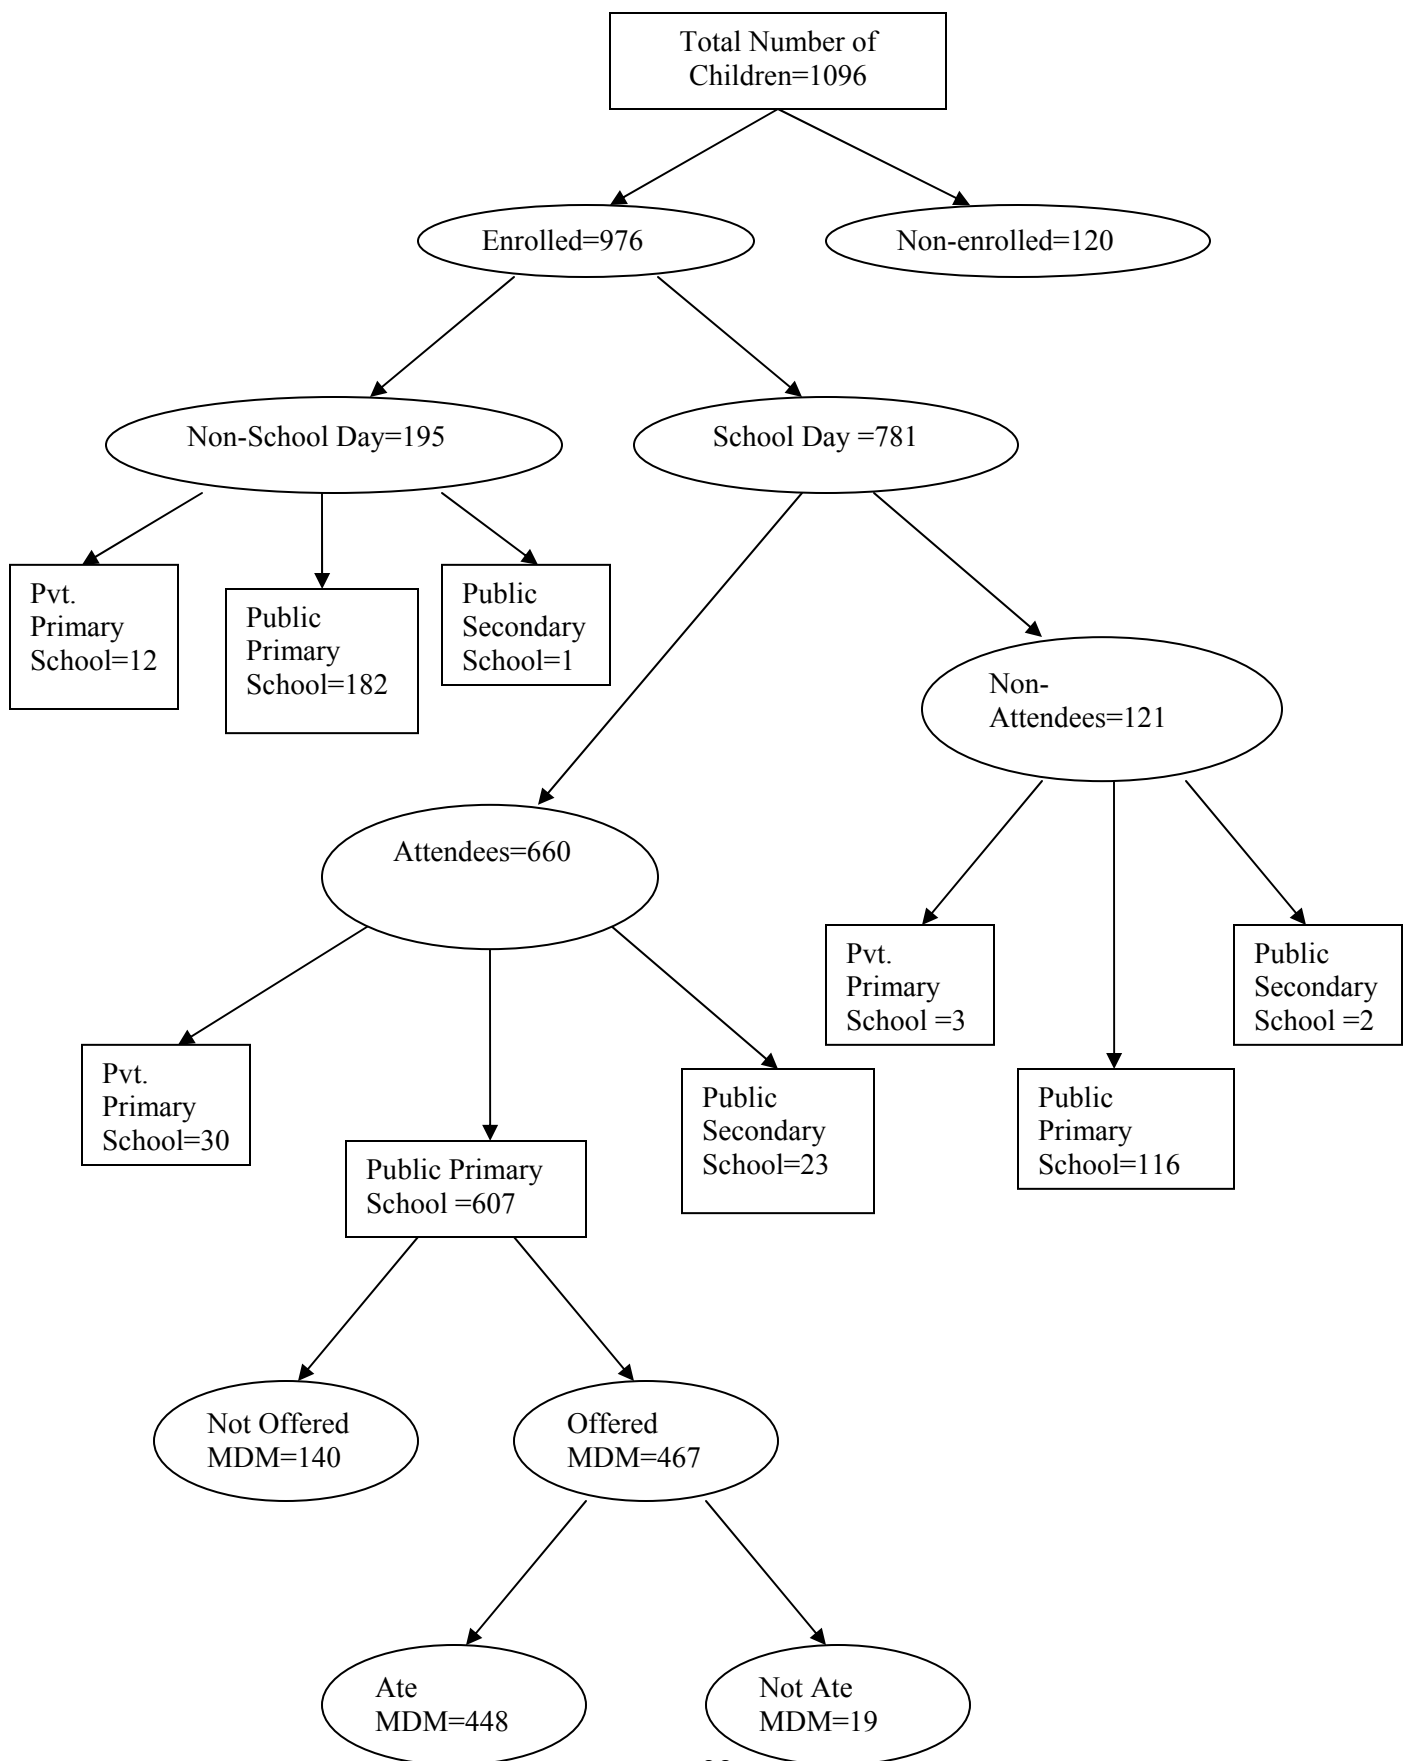 Total Number of
Children=1096
Enrolled=976
Non-enrolled=120
Non-School Day=195
School Day =781
Pvt.
Primary
School=12
Public
Primary
School=182
Public
Secondary
School=1
Non-
Attendees=121
Attendees=660
Pvt.
Primary
School =3
Public
Secondary
School =2
Pvt.
Primary
School=30
Public
Secondary
School=23
Public
Primary
School=116
Public Primary
School =607
Not Offered
MDM=140
Offered
MDM=467
Ate
MDM=448
Not Ate
MDM=19